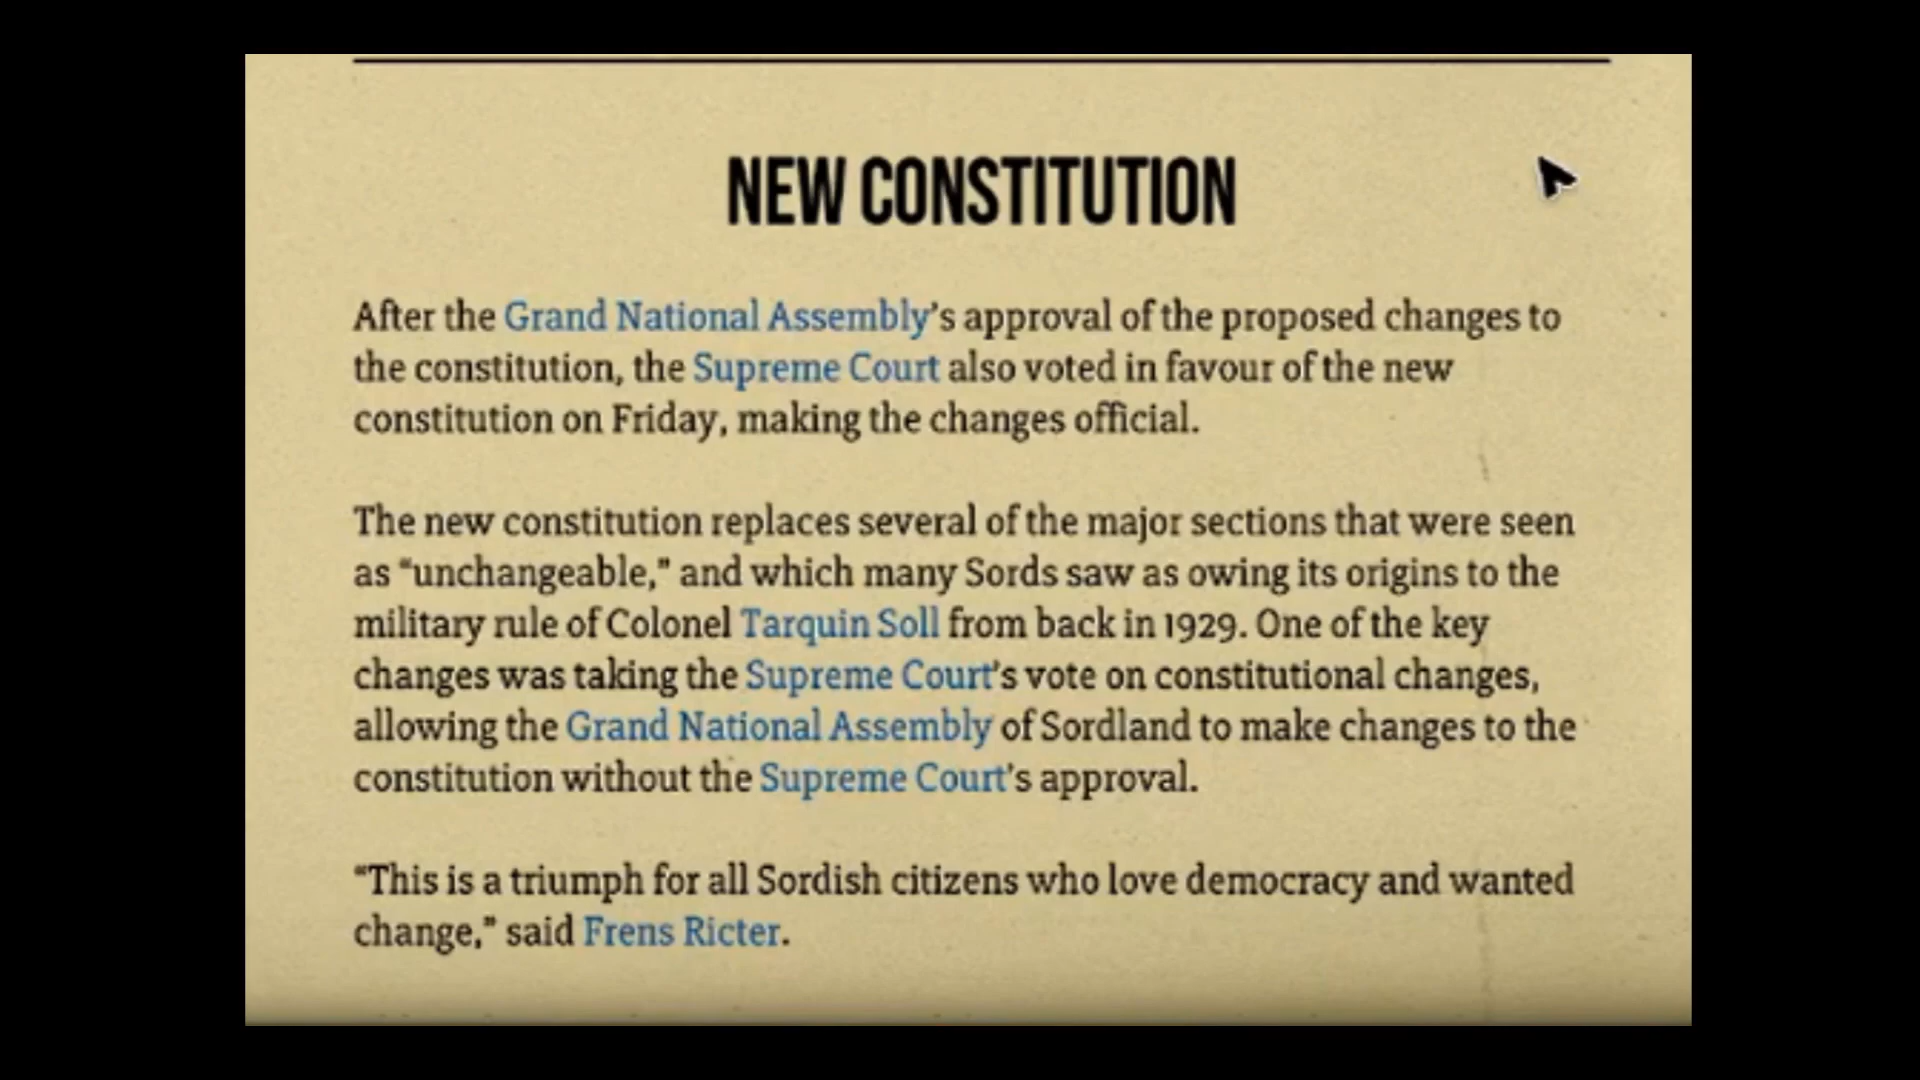 NEW CONSTITUTION
After the Grand National Assembly's approval of the proposed changes to
the constitution, the Supreme Court also voted in favour of the new
constitution on Friday, making the changes official.
The new constitution replaces several of the major sections that were seen
as “unchangeable,” and which many Sords saw as owing its origins to the
military rule of Colonel Tarquin Soll from back in 1929. One of the key
changes was taking the Supreme Court's vote on constitutional changes,
allowing the Grand National Assembly of Sordland to make changes to the
constitution without the Supreme Court's approval.
“This is a triumph for all Sordish citizens who love democracy and wanted
change,” said Frens Ricter.